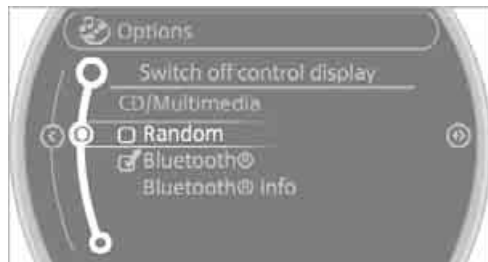 Options
Switch off control display
CD/Multimedia
Random
Bluetooth®
Bluetooth® info